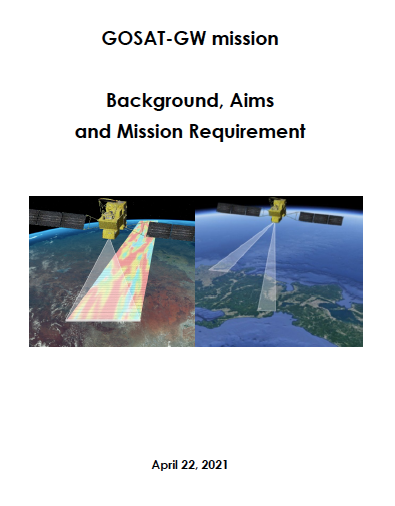 GOSAT-GW mission
Background, Aims
and Mission Requirement
April 22, 2021